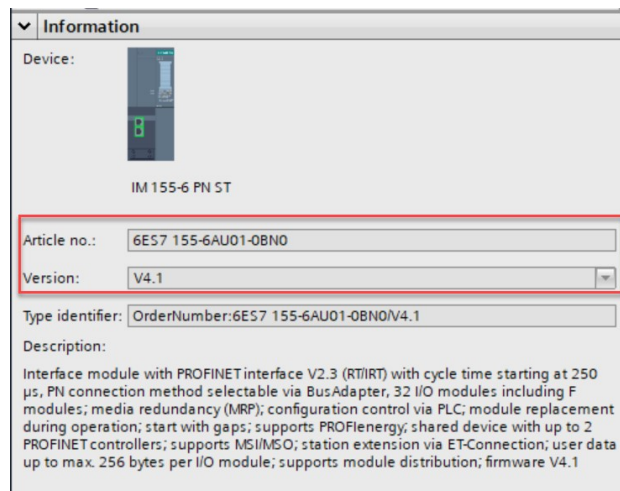 Information
Device:
IM 155-6 PN ST
Article no.: 6ES7 155-6AU01-0BN0
Version: V4.1
Type identifier: OrderNumber:6ES7 155-6AU01-0BN0/V4.1
Description:
Interface module with PROFINET interface V2.3 (RT/IRT) with cycle time starting at 250
µs, PN connection method selectable via BusAdapter, 32 I/O modules including F
modules; media redundancy (MRP); configuration control via PLC; module replacement
during operation; start with gaps; supports PROFIenergy; shared device with up to 2
PROFINET controllers; supports MSI/MSO; station extension via ET-Connection; user data
up to max. 256 bytes per I/O module; supports module distribution; firmware V4.1